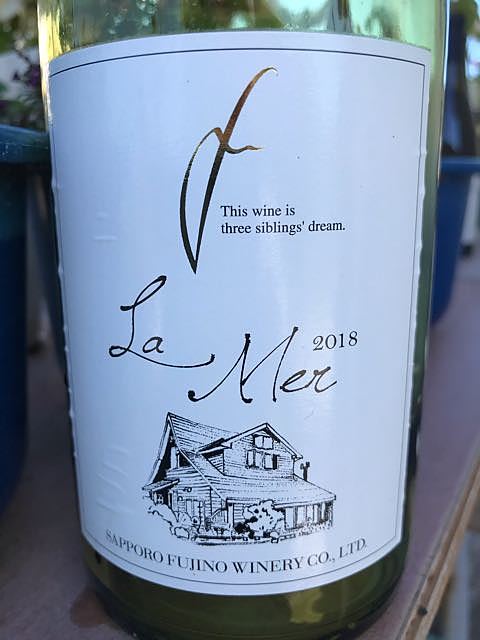 This wine is
three siblings' dream.
La
Mer 2018
SAPPORO FUJINO WINERY CO., LTD.